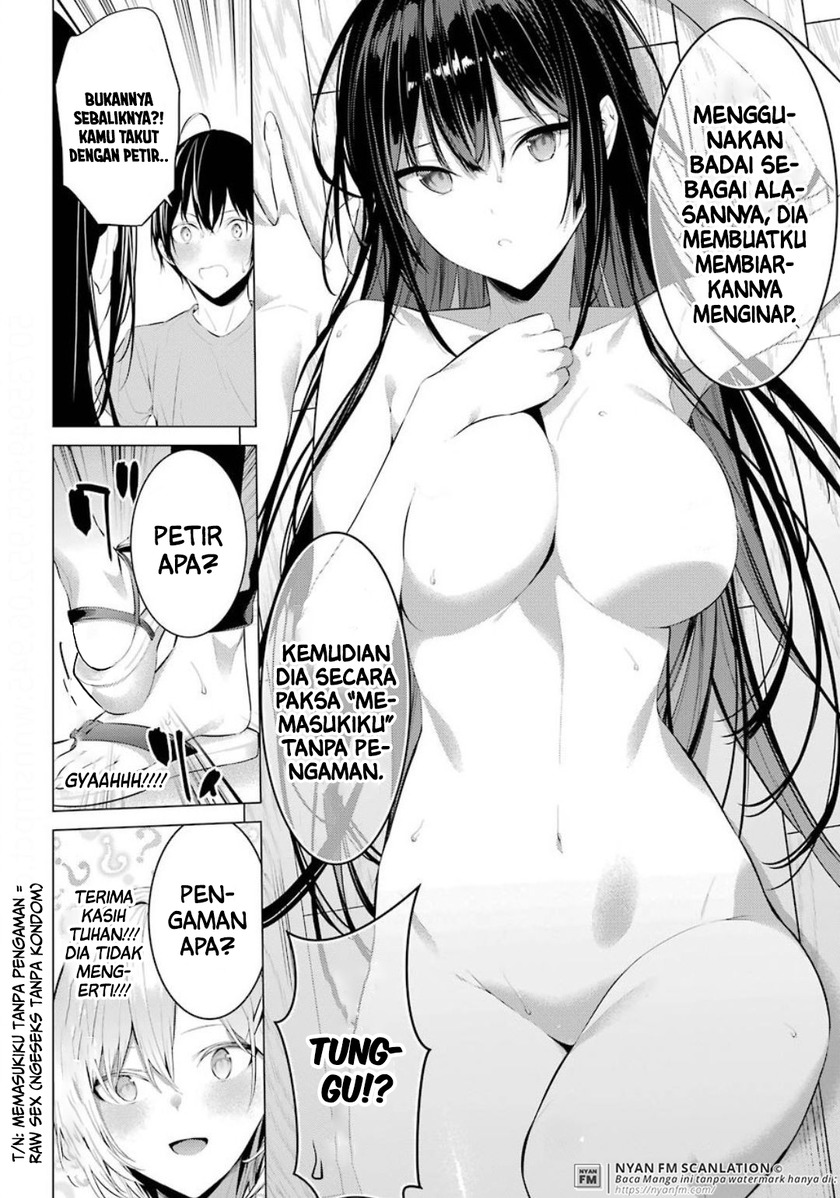 MENGGU-
NAKAN
BADAI SE-
BAGAI ALA-
SANNYA, DIA
MEMBUATKU
MEMBIAR-
KANNYA
MENGINAP.
BUKANNYA
SEBALIKNYA?!
KAMU TAKUT
DENGAN PETIR..
PETIR
APA?
GYAAHHH!!!!
KEMUDIAN
DIA SECARA
PAKSA "ME-
MASUKIKU"
TANPA PE-
NGAMAN.
PEN-
GAMAN
APA?
TERIMA
KASIH
TUHAN!!!
DIA TIDAK
MENG-
ERTI!!!
TUNG-
GU!?
T/N: MEMASUKIKU TANPA PENGAMAN =
RAW SEX (NGESEKS TANPA KONDOM)
NYAN
FM
NYAN FM SCANLATION ©
Baca Manga ini tanpa watermark hanya d
https://nyanfm.com/